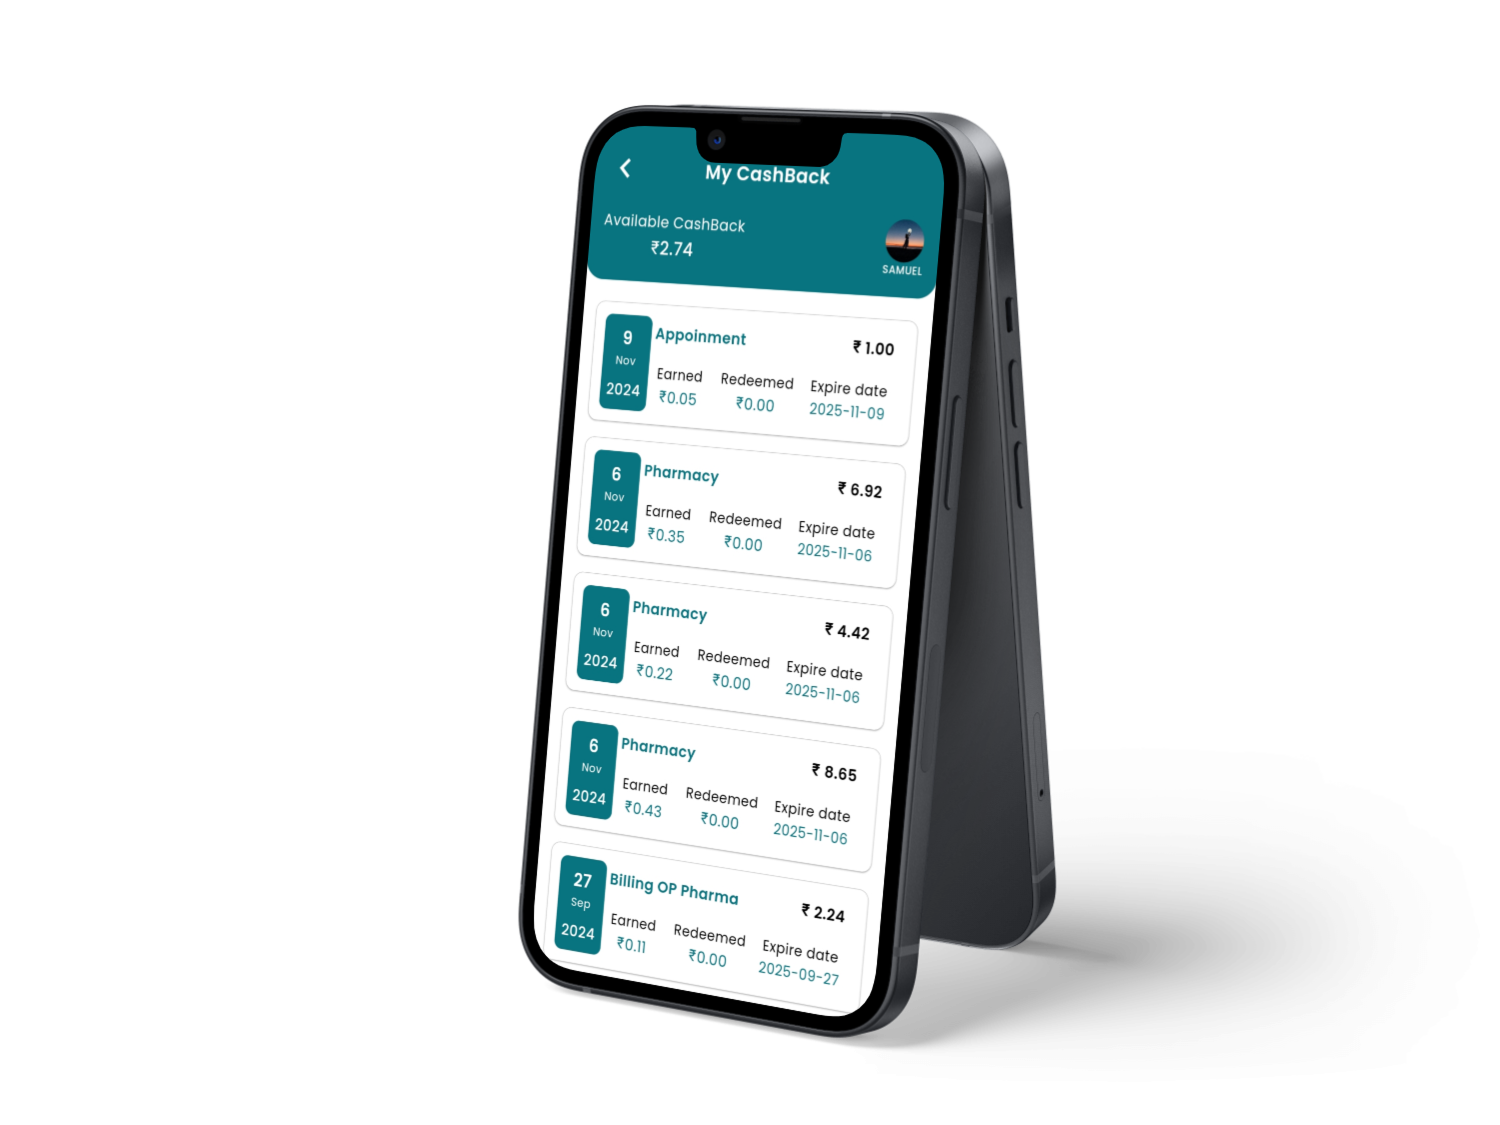 My CashBack
Available CashBack
₹2.74
SAMUEL
9
Nov
2024
Appoinment
₹ 1.00
Earned Redeemed Expire date
₹0.05 ₹0.00 2025-11-09
6
Nov
2024
Pharmacy
₹ 6.92
Earned Redeemed Expire date
₹0.35 ₹0.00 2025-11-06
6
Nov
2024
Pharmacy
₹ 4.42
Earned Redeemed Expire date
₹0.22 ₹0.00 2025-11-06
6
Nov
2024
Pharmacy
₹ 8.65
Earned Redeemed Expire date
₹0.43 ₹0.00 2025-11-06
27
Sep
2024
Billing OP Pharma
₹ 2.24
Earned Redeemed Expire date
₹0.11 ₹0.00 2025-09-27